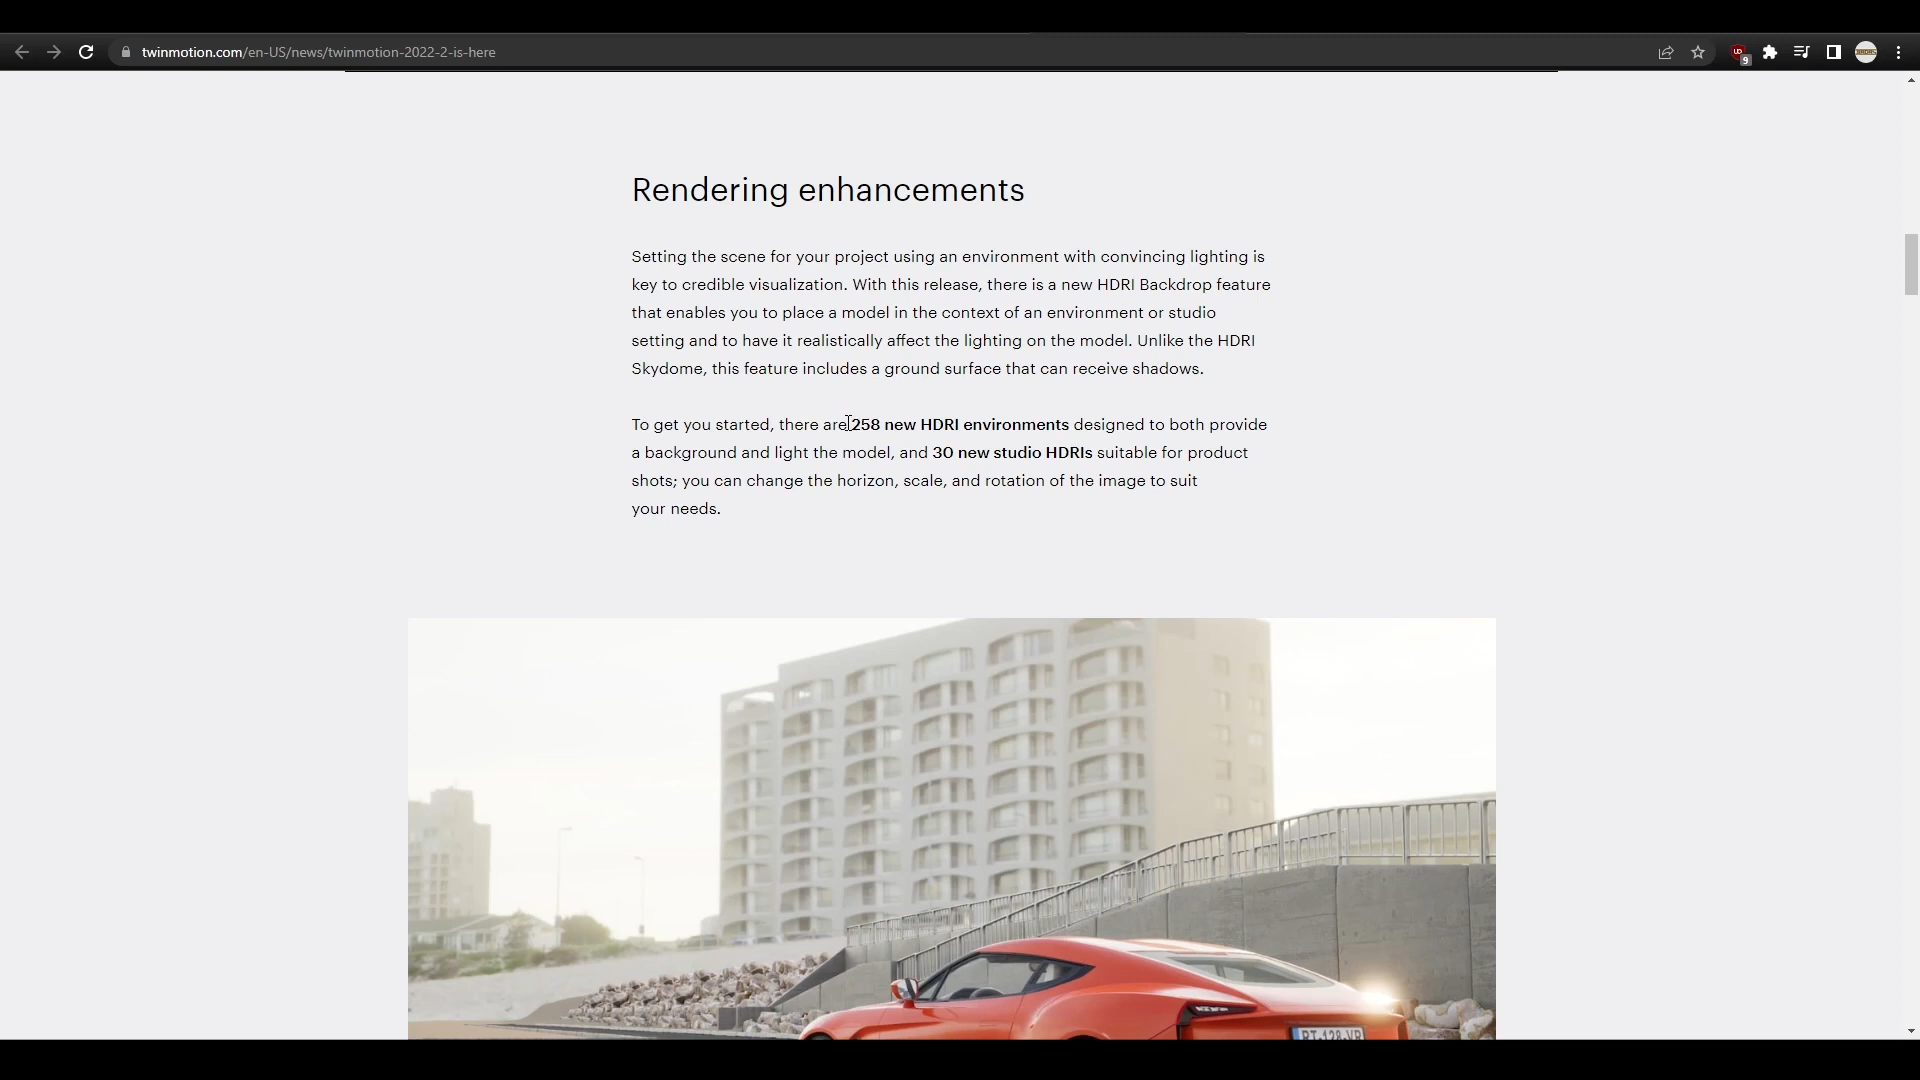 twinmotion.com/en-US/news/twinmotion-2022-2-is-here
9
Rendering enhancements
Setting the scene for your project using an environment with convincing lighting is
key to credible visualization. With this release, there is a new HDRI Backdrop feature
that enables you to place a model in the context of an environment or studio
setting and to have it realistically affect the lighting on the model. Unlike the HDRI
Skydome, this feature includes a ground surface that can receive shadows.
To get you started, there are 258 new HDRI environments designed to both provide
a background and light the model, and 30 new studio HDRIs suitable for product
shots; you can change the horizon, scale, and rotation of the image to suit
your needs.
RT-128-VR